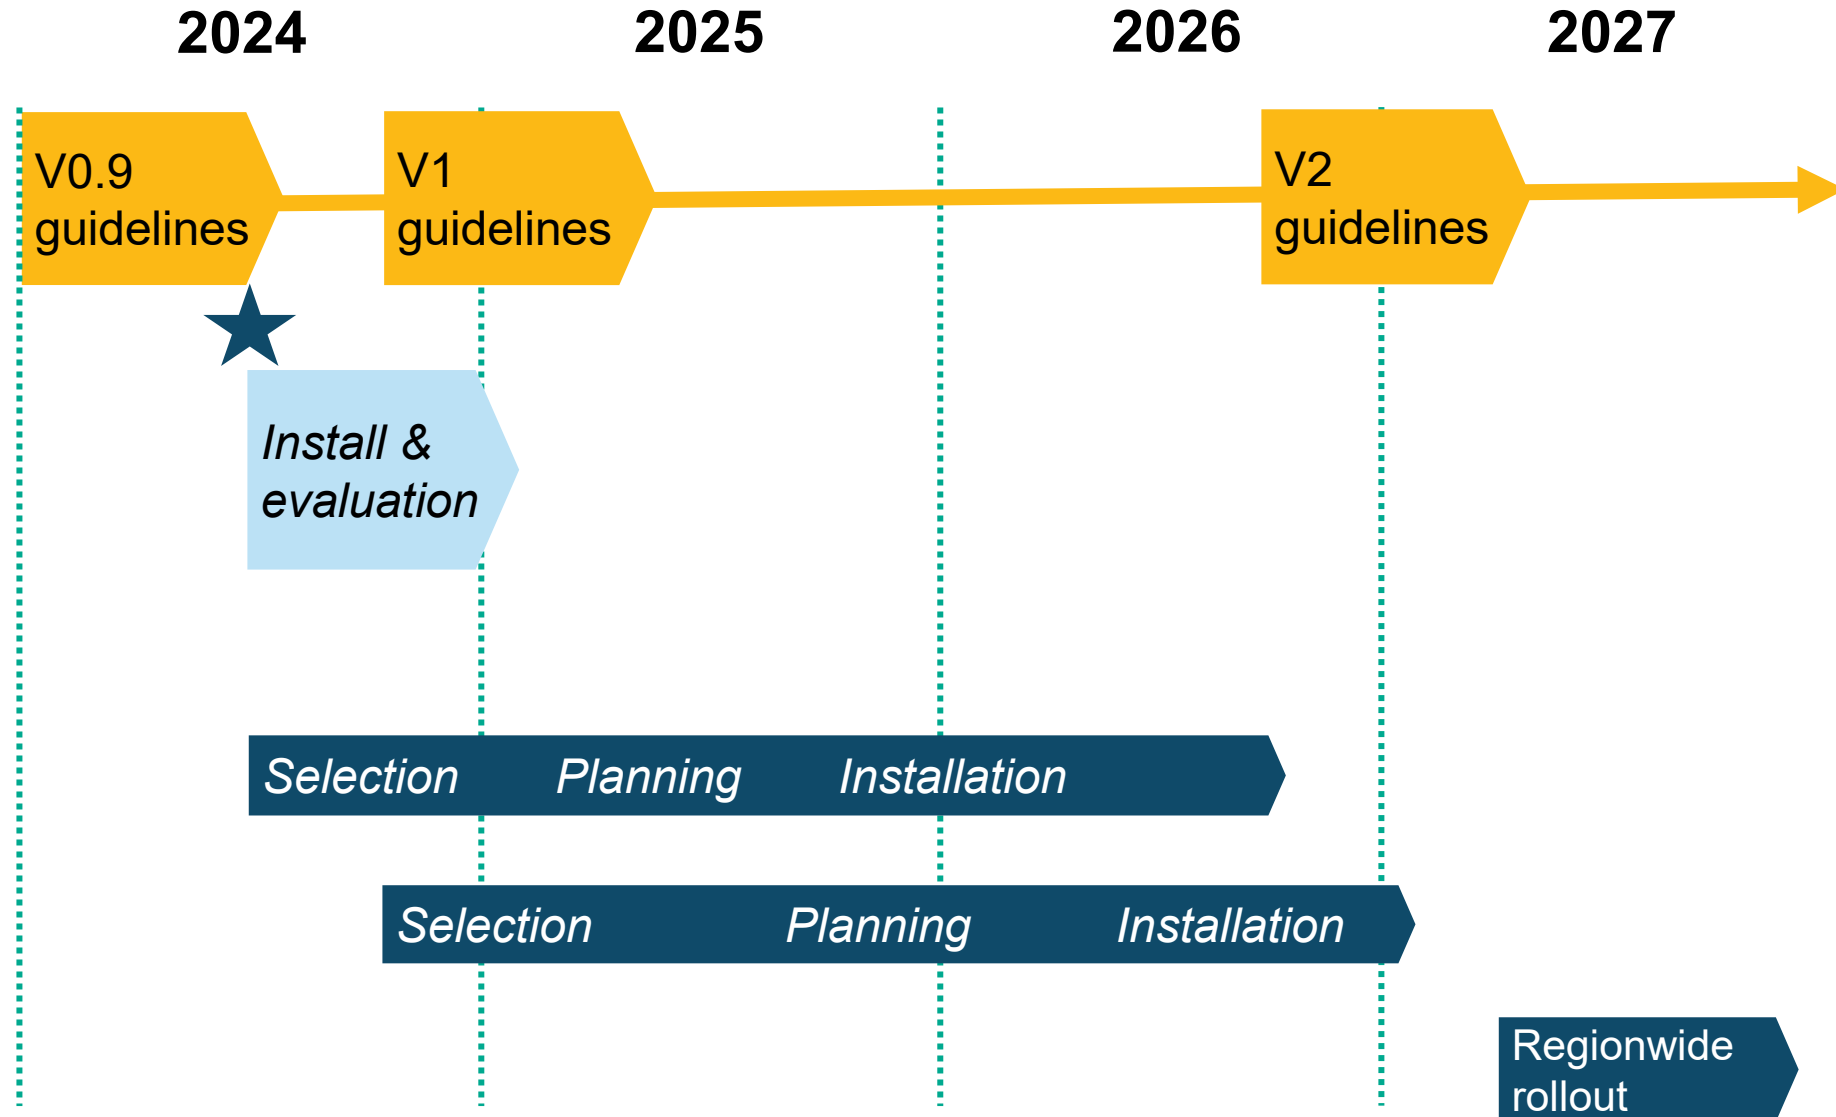 2024 2025 2026 2027
V0.9
guidelines
V1
guidelines
V2
guidelines
Install &
evaluation
Selection Planning Installation
Selection Planning Installation
Regionwide
rollout